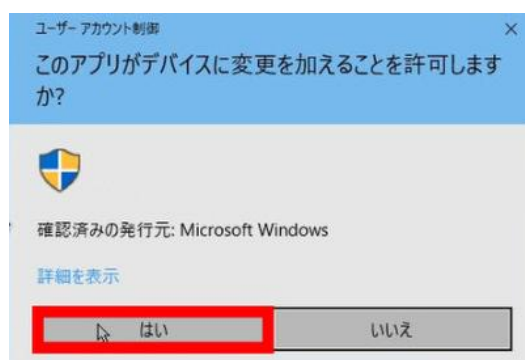 ユーザー アカウント制御
このアプリがデバイスに変更を加えることを許可します
か?
確認済みの発行元: Microsoft Windows
詳細を表示
はい
いいえ